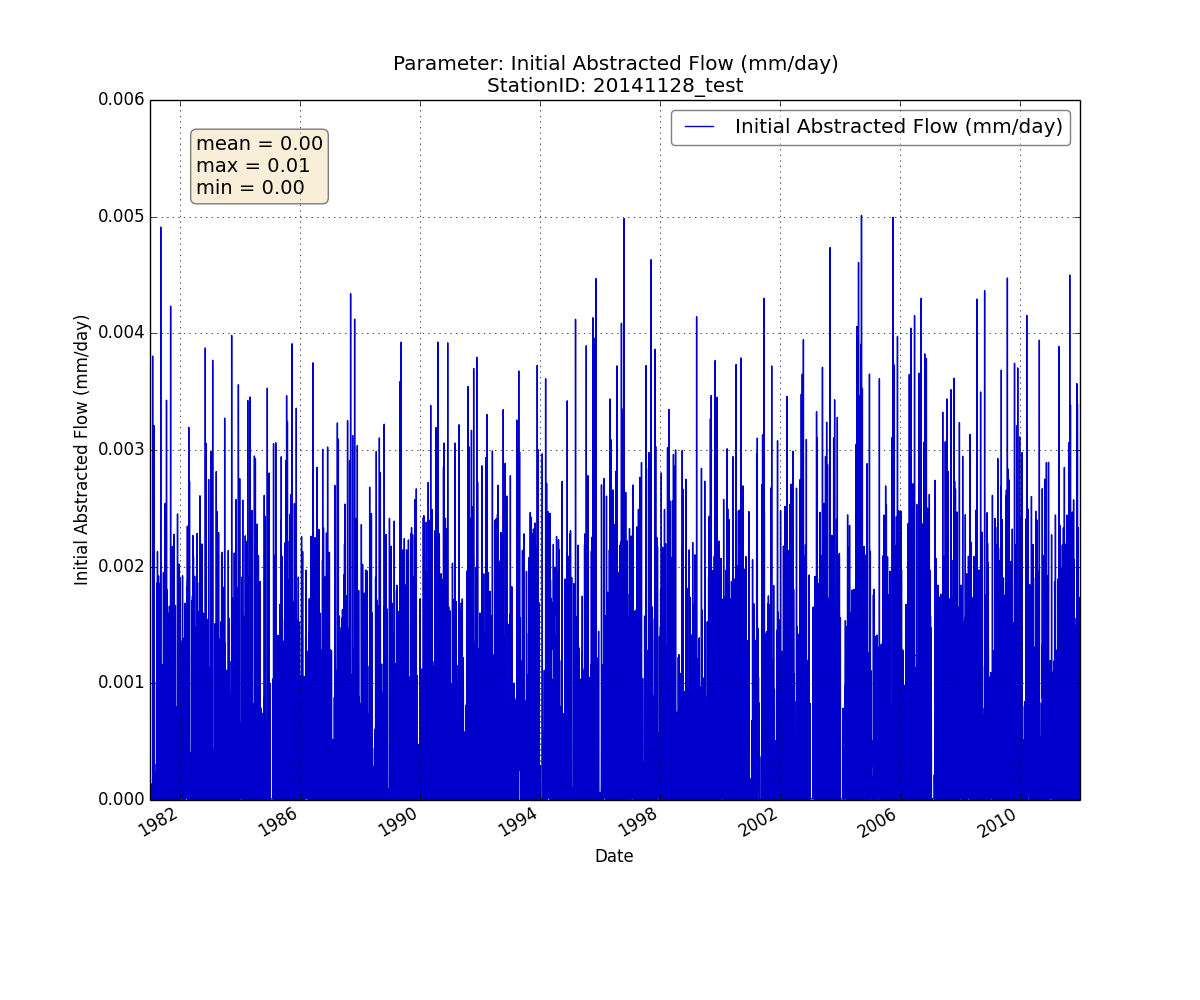 Parameter: Initial Abstracted Flow (mm/day)
StationID: 20141128_test
0.006
0.005
0.004
0.003
0.002
0.001
0.000
Initial Abstracted Flow (mm/day)
mean = 0.00
max = 0.01
min = 0.00
Initial Abstracted Flow (mm/day)
1982 1986 1990 1994 1998 2002 2006 2010
Date